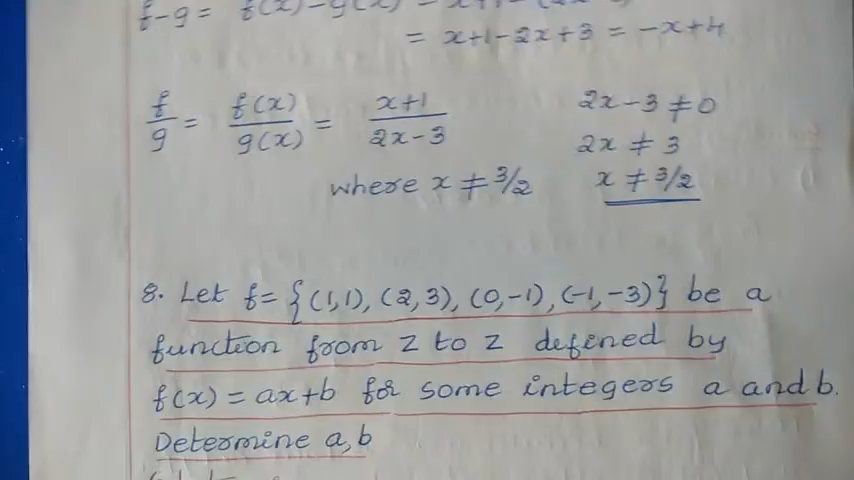 f-g = f(x)-g(x)
= x+1-2x+3 = -x+4
f/g = f(x)/g(x) = x+1/2x-3 2x-3≠0
2x≠3
where x≠3/2 x≠3/2
8. Let f= {(1,1), (2,3), (0,-1), (-1,-3)} be a
function from Z to Z defined by
f(x) = ax+b for some integers a and b.
Determine a,b